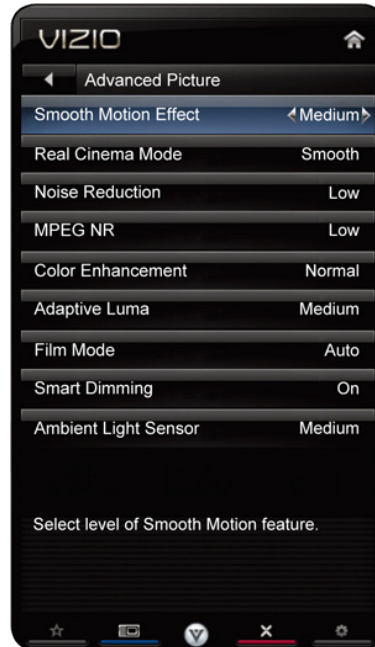 VIZIO
Advanced Picture
Smooth Motion Effect Medium
Real Cinema Mode Smooth
Noise Reduction Low
MPEG NR Low
Color Enhancement Normal
Adaptive Luma Medium
Film Mode Auto
Smart Dimming On
Ambient Light Sensor Medium
Select level of Smooth Motion feature.
V